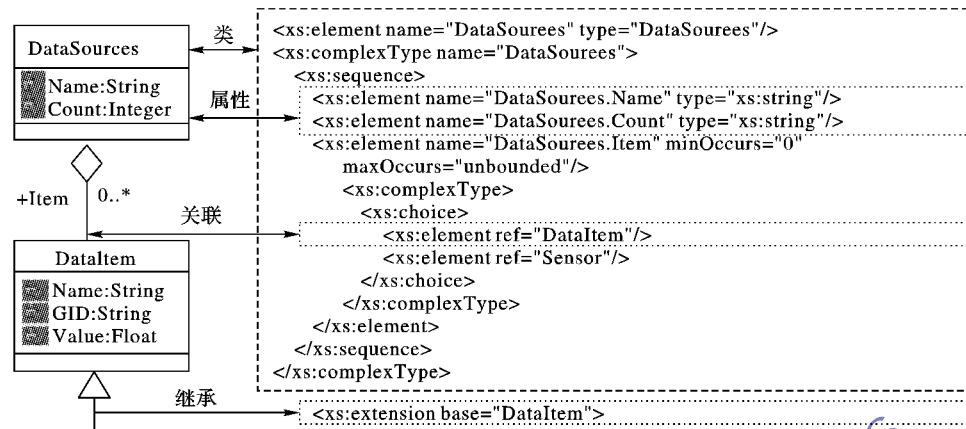 DataSources
Name:String
Count:Integer
+Item
0..*
DataItem
Name:String
GID:String
Value:Float
类
属性
关联
继承
<xs:element name="DataSourees" type="DataSourees"/>
<xs:complexType name="DataSourees">
<xs:sequence>
<xs:element name="DataSourees.Name" type="xs:string"/>
<xs:element name="DataSourees.Count" type="xs:string"/>
<xs:element name="DataSourees.Item" minOccurs="0"
maxOccurs="unbounded"/>
<xs:complexType>
<xs:choice>
<xs:element ref="DataItem"/>
<xs:element ref="Sensor"/>
</xs:choice>
</xs:complexType>
</xs:element>
</xs:sequence>
</xs:complexType>
<xs:extension base="DataItem">